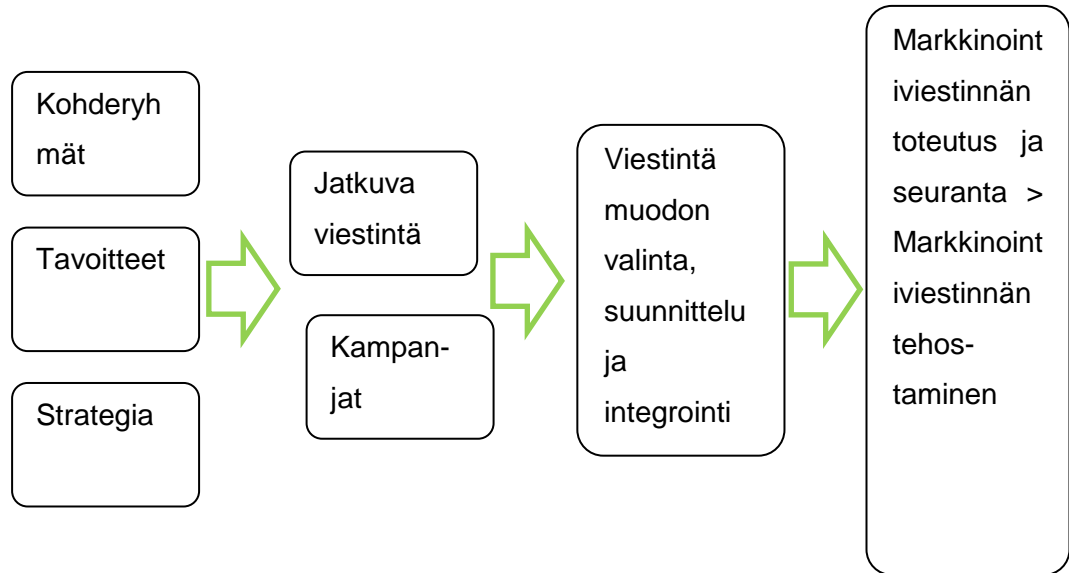 Kohderyh
mät
Tavoitteet
Strategia
Jatkuva
viestintä
Kampan-
jat
Viestintä
muodon
valinta,
suunnittelu
ja
integrointi
Markkinoint
iviestinnän
toteutus ja
seuranta >
Markkinoint
iviestinnän
tehos-
taminen